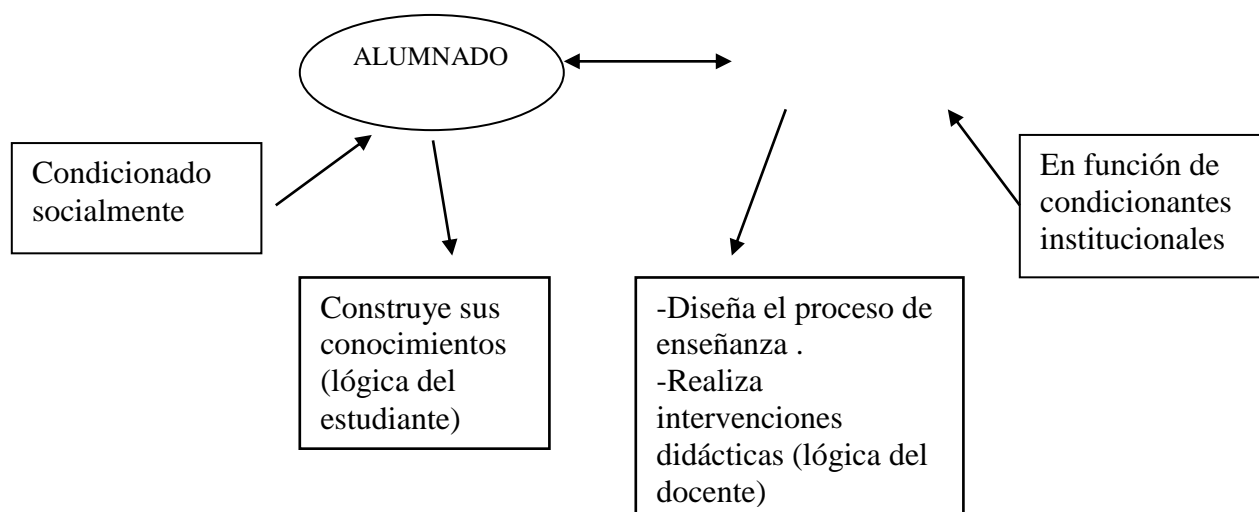 ALUMNADO
Condicionado
socialmente
En función de
condicionantes
institucionales
Construye sus
conocimientos
(lógica del
estudiante)
-Diseña el proceso de
enseñanza .
-Realiza
intervenciones
didácticas (lógica del
docente)